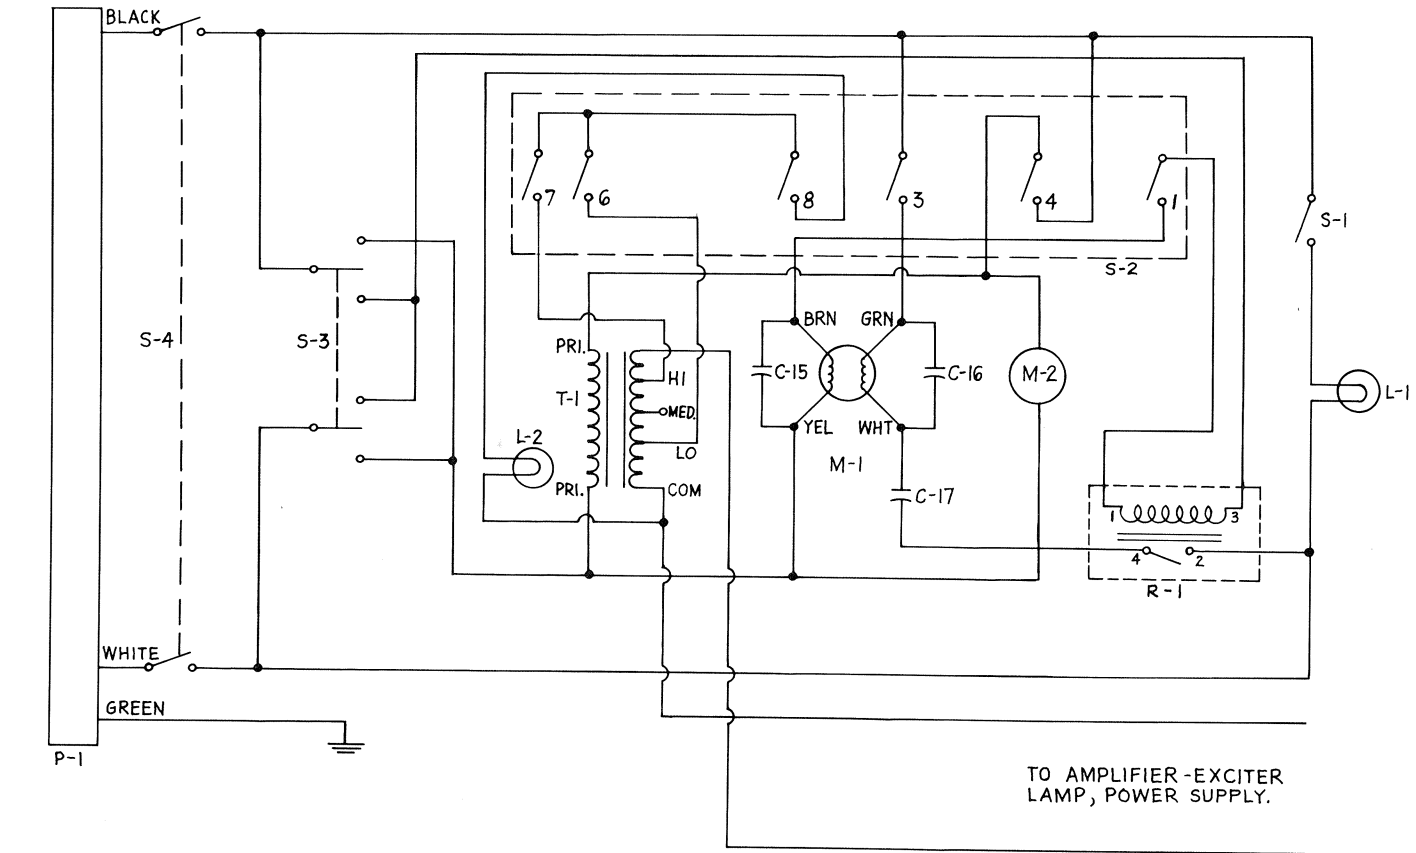 BLACK
7
6
8
3
4
1
S-1
S-2
S-4
S-3
BRN
GRN
PRI.
HI
C-15
C-16
M-2
L-1
T-1
MED.
YEL
WHT
L-2
LO
M-1
PRI.
COM
C-17
1
3
4
2
R-1
WHITE
GREEN
P-1
TO AMPLIFIER-EXCITER
LAMP, POWER SUPPLY.